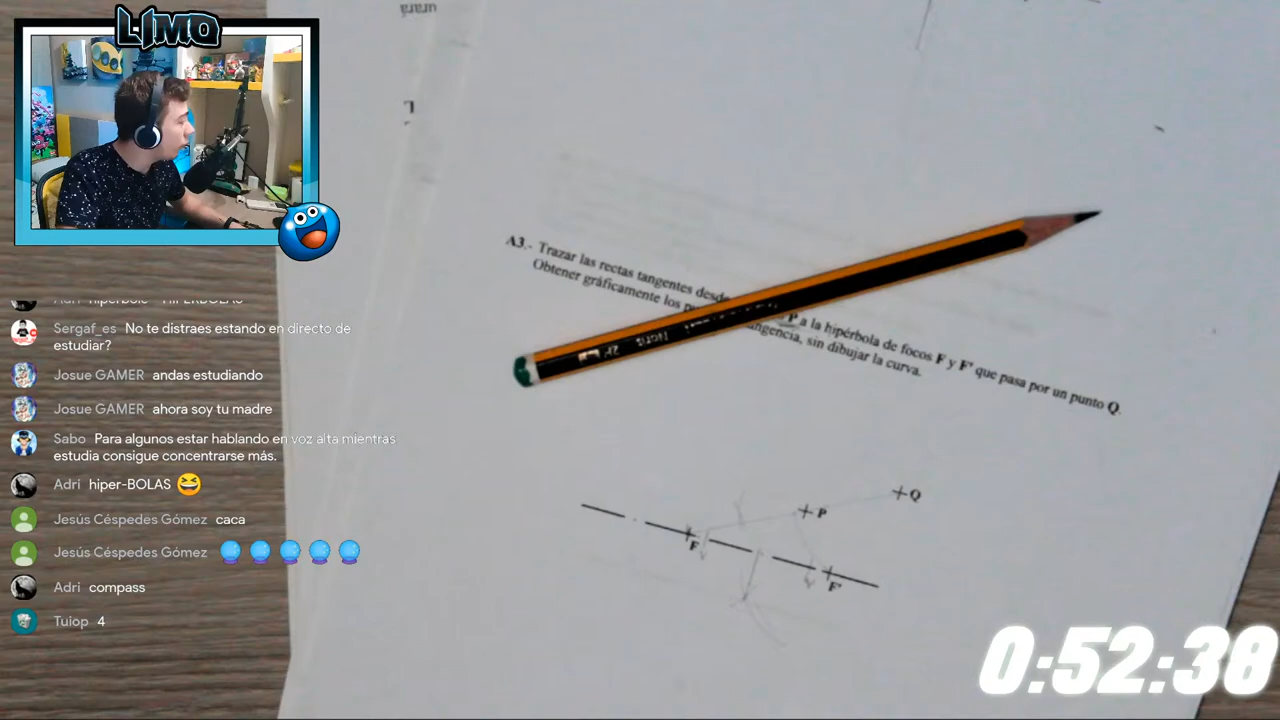 LIMO
urará
Sergaf_es No te distraes estando en directo de
estudiar?
Josue GAMER andas estudiando
Josue GAMER ahora soy tu madre
Sabo Para algunos estar hablando en voz alta mientras
estudia consigue concentrarse más.
Adri hiper-BOLAS 😆
Jesús Céspedes Gómez caca
Jesús Céspedes Gómez 🔮🔮🔮🔮🔮
Adri compass
Tuiop 4
A3.- Trazar las rectas tangentes desde P a la hipérbola de focos F y F' que pasa por un punto Q.
Obtener gráficamente los tangencia, sin dibujar la curva.
Noris
P
Q
F
F'
0:52:38